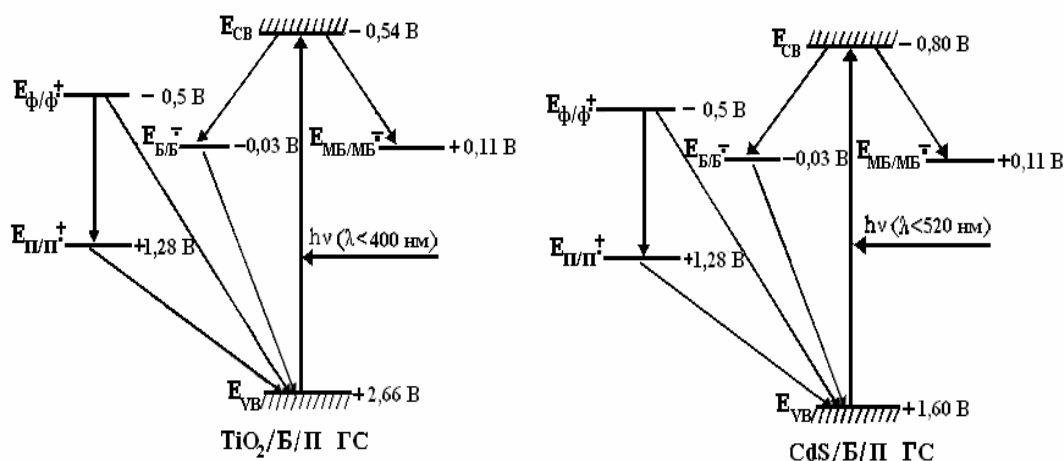 E_CB − 0,54 В
E_ф/ф·⁺ − 0,5 В
E_Б/Б·⁻ −0,03 В
E_МБ/МБ·⁻ +0,11 В
E_П/П·⁺ +1,28 В
hν (λ<400 нм)
E_VB +2,66 В
TiO₂/Б/П ГС
E_CB − 0,80 В
E_ф/ф·⁺ − 0,5 В
E_Б/Б·⁻ −0,03 В
E_МБ/МБ·⁻ +0,11 В
E_П/П·⁺ +1,28 В
hν (λ<520 нм)
E_VB +1,60 В
CdS/Б/П ГС